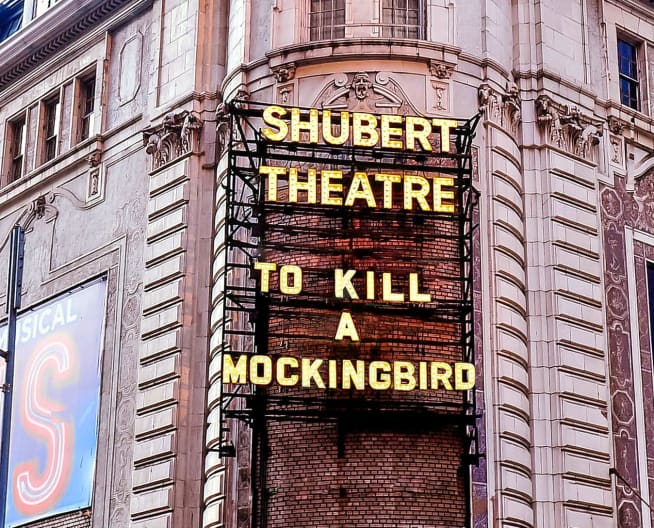 SHUBERT
THEATRE
TO KILL
A
MOCKINGBIRD
SICAL
S